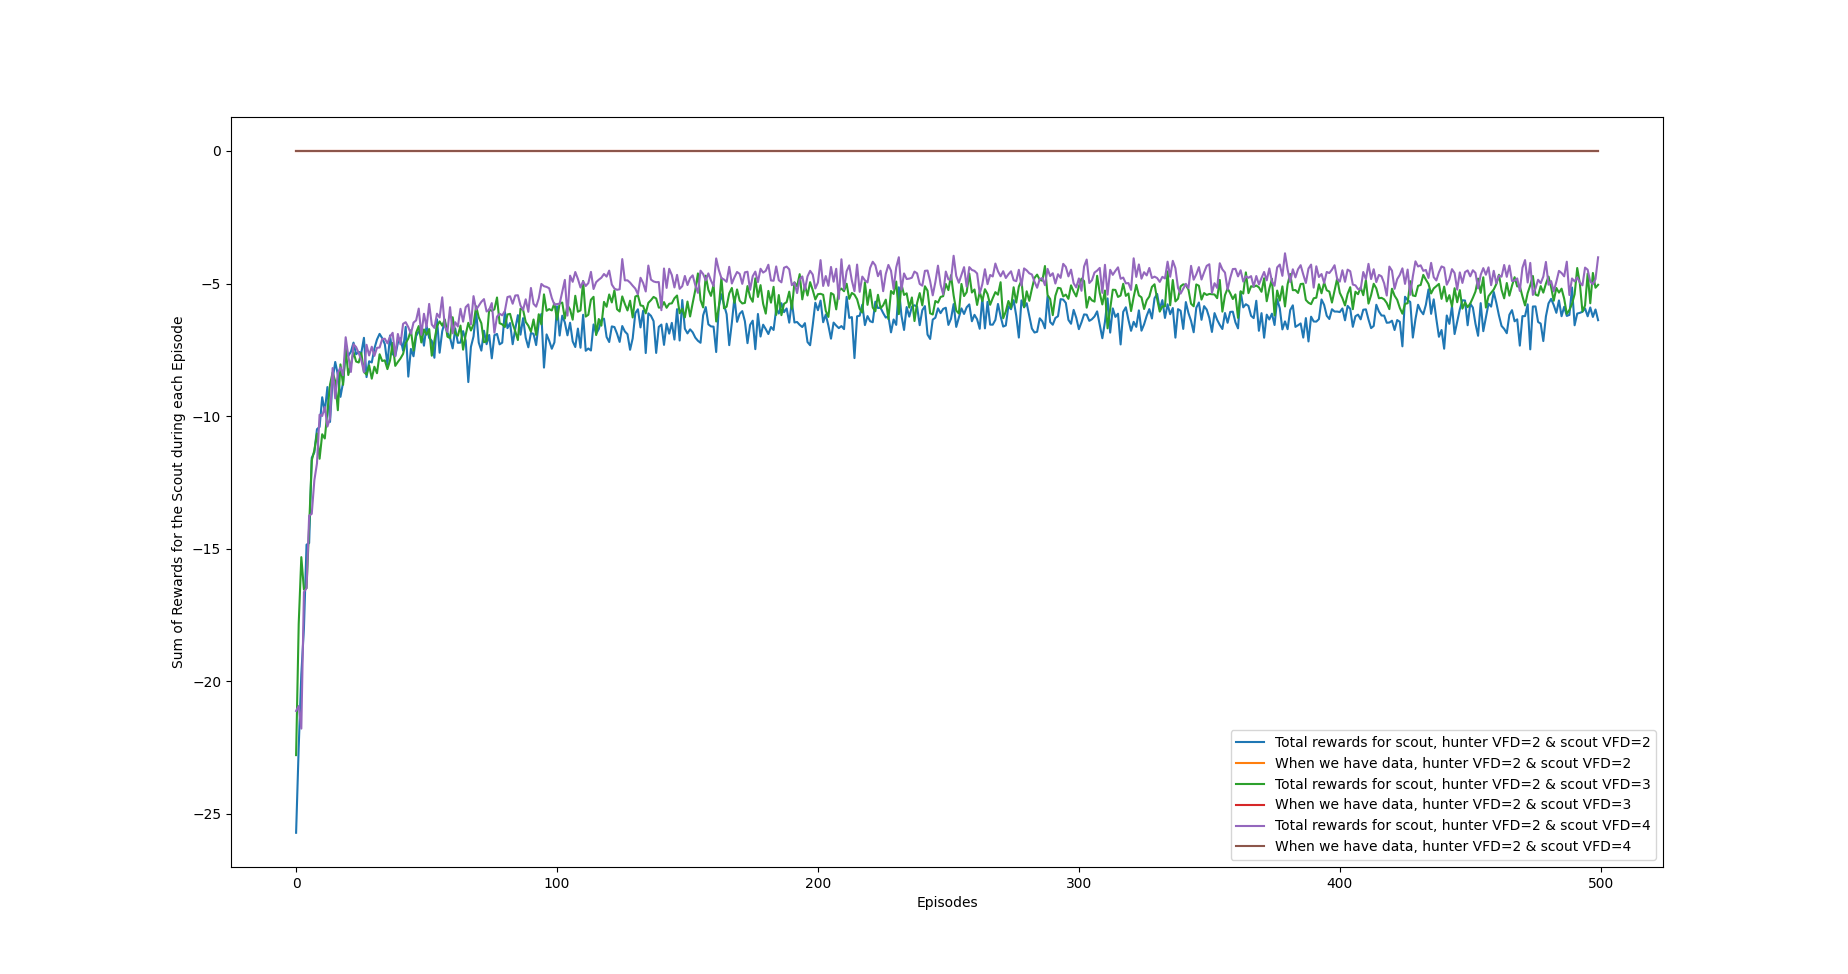 0
−5
−10
−15
−20
−25
Sum of Rewards for the Scout during each Episode
Total rewards for scout, hunter VFD=2 & scout VFD=2
When we have data, hunter VFD=2 & scout VFD=2
Total rewards for scout, hunter VFD=2 & scout VFD=3
When we have data, hunter VFD=2 & scout VFD=3
Total rewards for scout, hunter VFD=2 & scout VFD=4
When we have data, hunter VFD=2 & scout VFD=4
0 100 200 300 400 500
Episodes